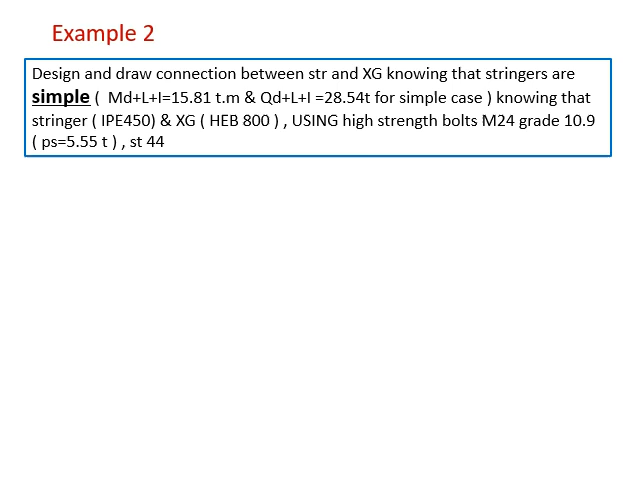 Example 2
Design and draw connection between str and XG knowing that stringers are
simple ( Md+L+I=15.81 t.m & Qd+L+I =28.54t for simple case ) knowing that
stringer ( IPE450) & XG ( HEB 800 ) , USING high strength bolts M24 grade 10.9
( ps=5.55 t ) , st 44